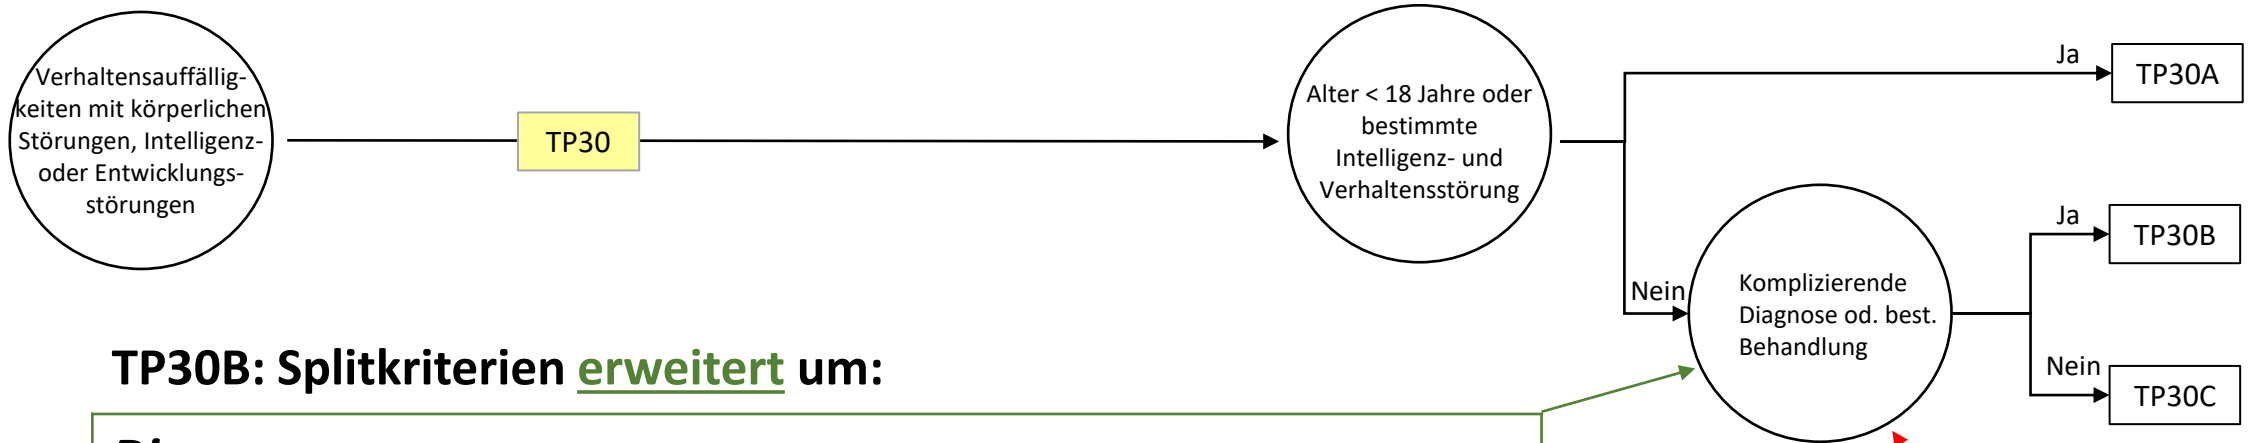 Verhaltensauffällig-
keiten mit körperlichen
Störungen, Intelligenz-
oder Entwicklungs-
störungen
TP30
Alter < 18 Jahre oder
bestimmte
Intelligenz- und
Verhaltensstörung
Ja
TP30A
Nein
Komplizierende
Diagnose od. best.
Behandlung
Ja
TP30B
Nein
TP30C
TP30B: Splitkriterien erweitert um: